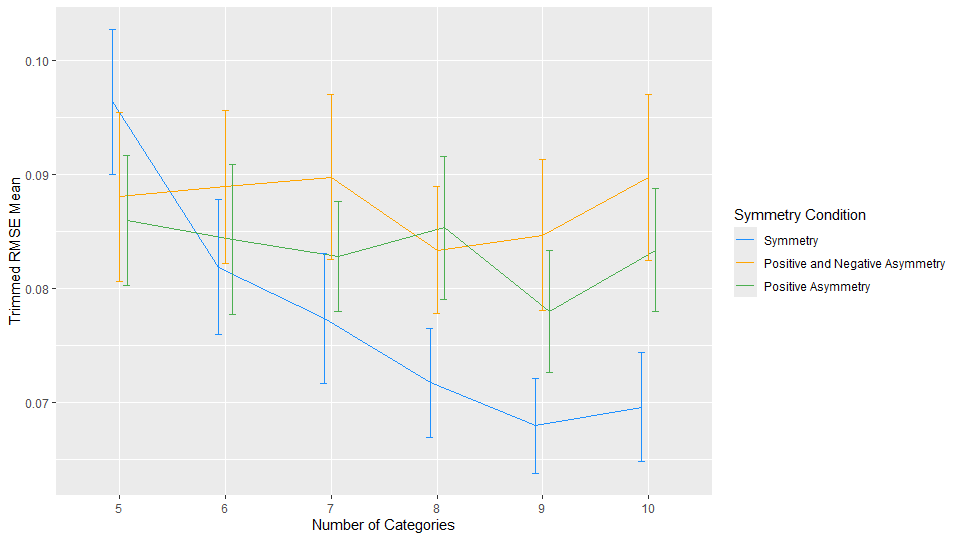 0.10
0.09
0.08
0.07
Trimmed RMSE Mean
5 6 7 8 9 10
Number of Categories
Symmetry Condition
Symmetry
Positive and Negative Asymmetry
Positive Asymmetry